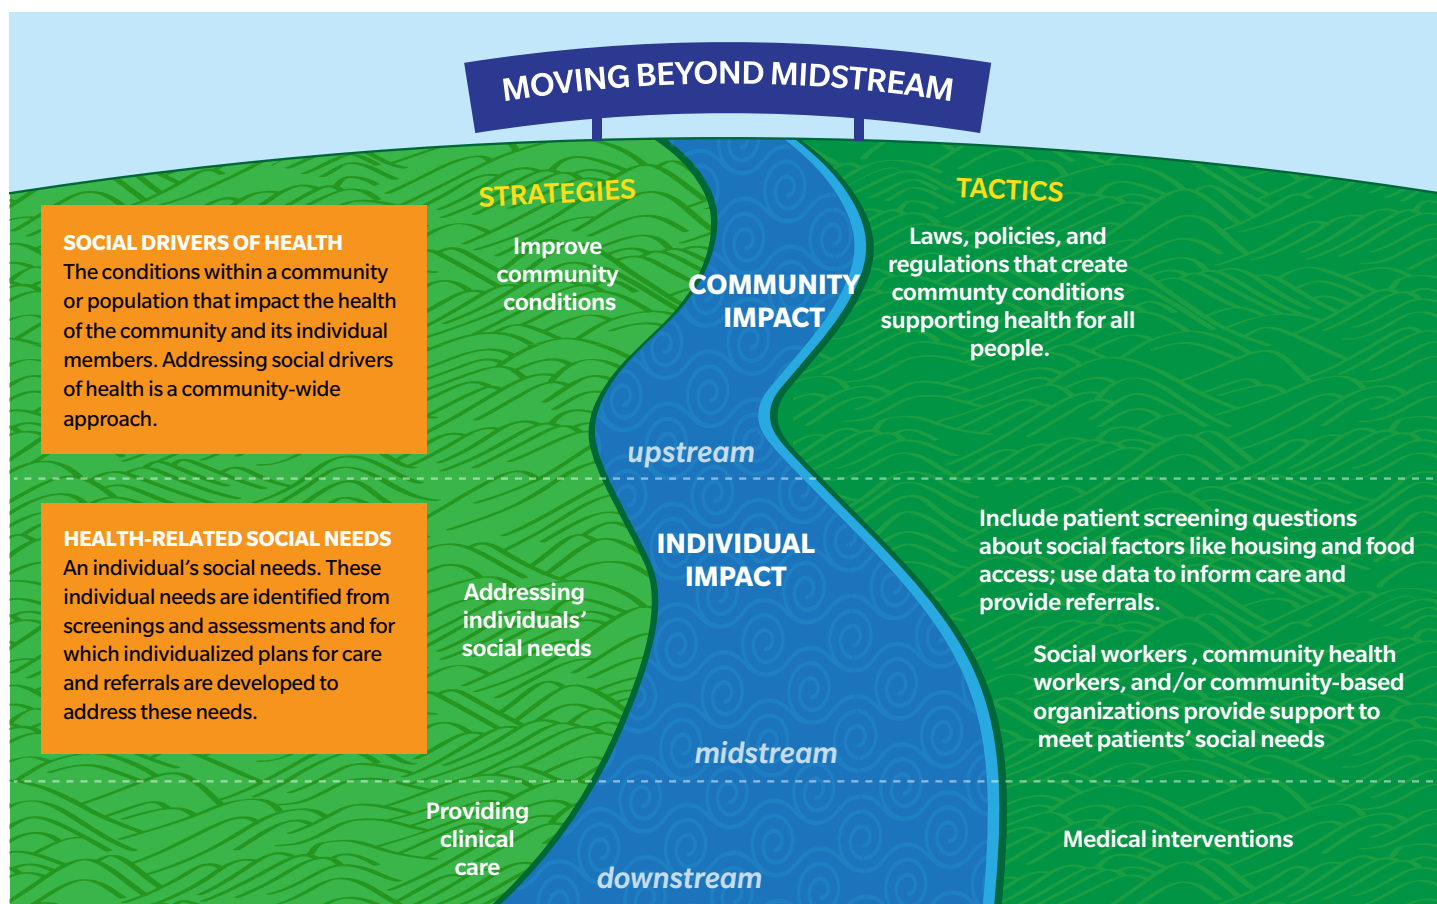 MOVING BEYOND MIDSTREAM
STRATEGIES
TACTICS
SOCIAL DRIVERS OF HEALTH
The conditions within a community
or population that impact the health
of the community and its individual
members. Addressing social drivers
of health is a community-wide
approach.
Improve
community
conditions
COMMUNITY
IMPACT
Laws, policies, and
regulations that create
communty conditions
supporting health for all
people.
upstream
HEALTH-RELATED SOCIAL NEEDS
An individual’s social needs. These
individual needs are identified from
screenings and assessments and for
which individualized plans for care
and referrals are developed to
address these needs.
Addressing
individuals’
social needs
INDIVIDUAL
IMPACT
Include patient screening questions
about social factors like housing and food
access; use data to inform care and
provide referrals.
Social workers , community health
workers, and/or community-based
organizations provide support to
meet patients’ social needs
midstream
Providing
clinical
care
downstream
Medical interventions